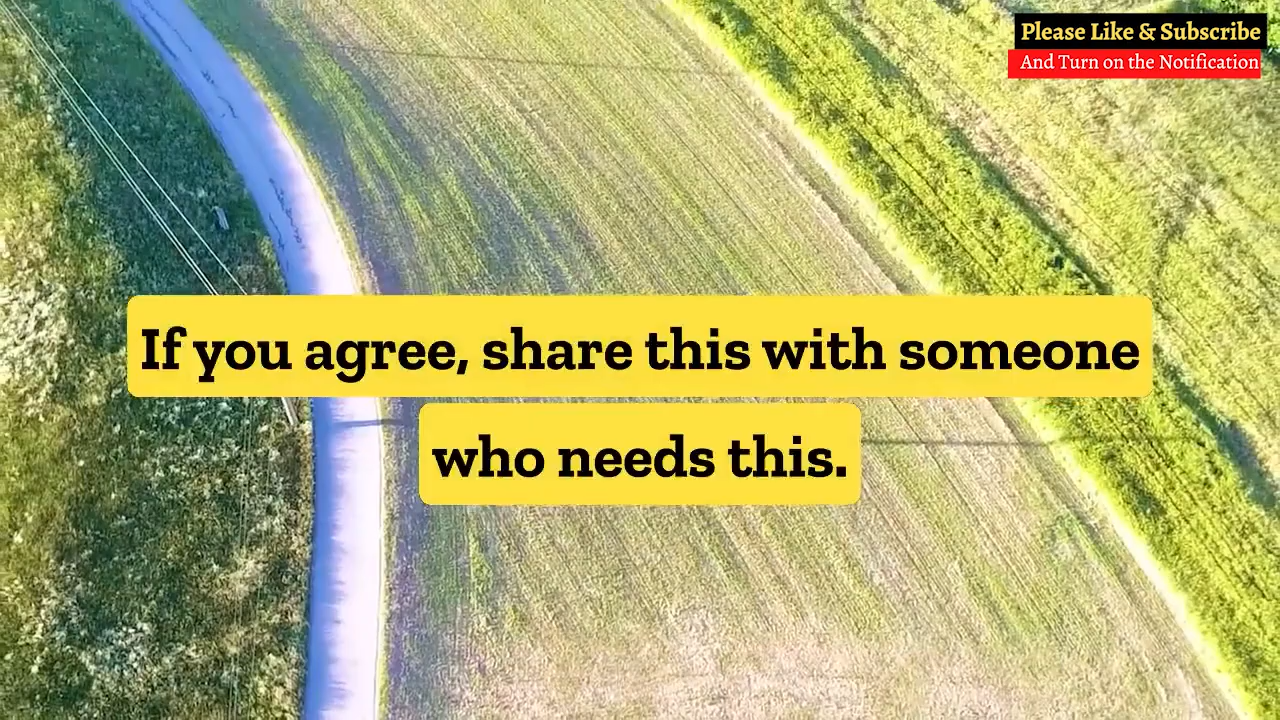 Please Like & Subscribe
And Turn on the Notification
If you agree, share this with someone
who needs this.